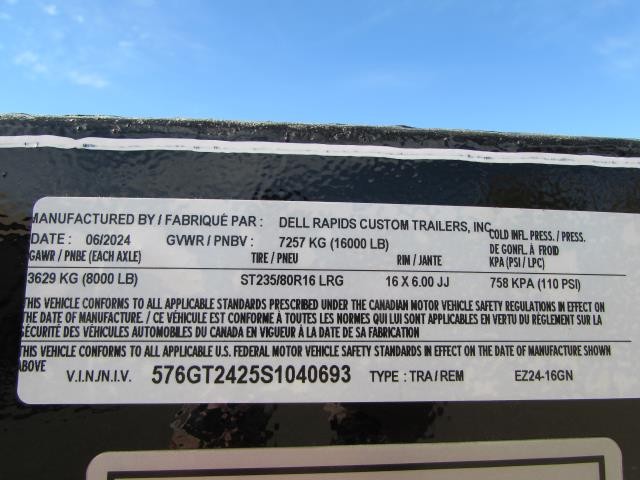 MANUFACTURED BY / FABRIQUÉ PAR : DELL RAPIDS CUSTOM TRAILERS, INC
DATE : 06/2024 GVWR / PNBV : 7257 KG (16000 LB)
COLD INFL. PRESS./ PRESS.
DE GONFL. À FROID
KPA (PSI / LPC)
GAWR / PNBE (EACH AXLE) TIRE / PNEU RIM / JANTE
3629 KG (8000 LB) ST235/80R16 LRG 16 X 6.00 JJ 758 KPA (110 PSI)
THIS VEHICLE CONFORMS TO ALL APPLICABLE STANDARDS PRESCRIBED UNDER THE CANADIAN MOTOR VEHICLE SAFETY REGULATIONS IN EFFECT ON
THE DATE OF MANUFACTURE. / CE VÉHICULE EST CONFORME À TOUTES LES NORMES QUI LUI SONT APPLICABLES EN VERTU DU RÈGLEMENT SUR LA
SÉCURITÉ DES VÉHICULES AUTOMOBILES DU CANADA EN VIGUEUR À LA DATE DE SA FABRICATION
THIS VEHICLE CONFORMS TO ALL APPLICABLE U.S. FEDERAL MOTOR VEHICLE SAFETY STANDARDS IN EFFECT ON THE DATE OF MANUFACTURE SHOWN
ABOVE
V.I.N./N.I.V. 576GT2425S1040693 TYPE : TRA / REM EZ24-16GN